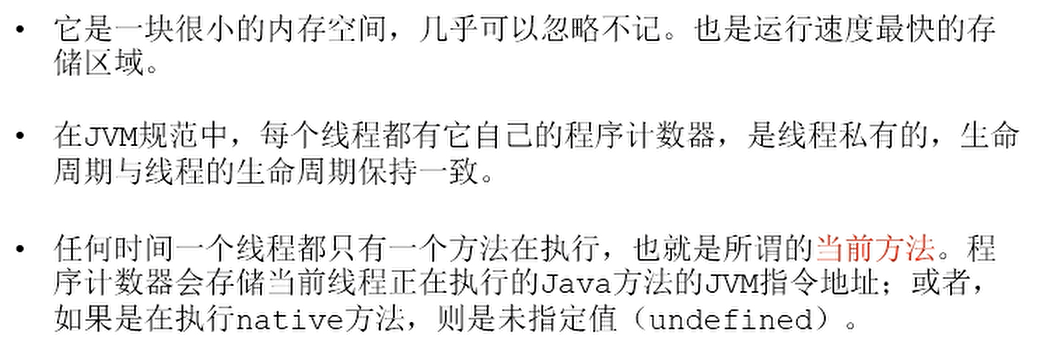 • 它是一块很小的内存空间，几乎可以忽略不记。也是运行速度最快的存
储区域。
• 在JVM规范中，每个线程都有它自己的程序计数器，是线程私有的，生命
周期与线程的生命周期保持一致。
• 任何时间一个线程都只有一个方法在执行，也就是所谓的当前方法。程
序计数器会存储当前线程正在执行的Java方法的JVM指令地址；或者，
如果是在执行native方法，则是未指定值（undefined）。